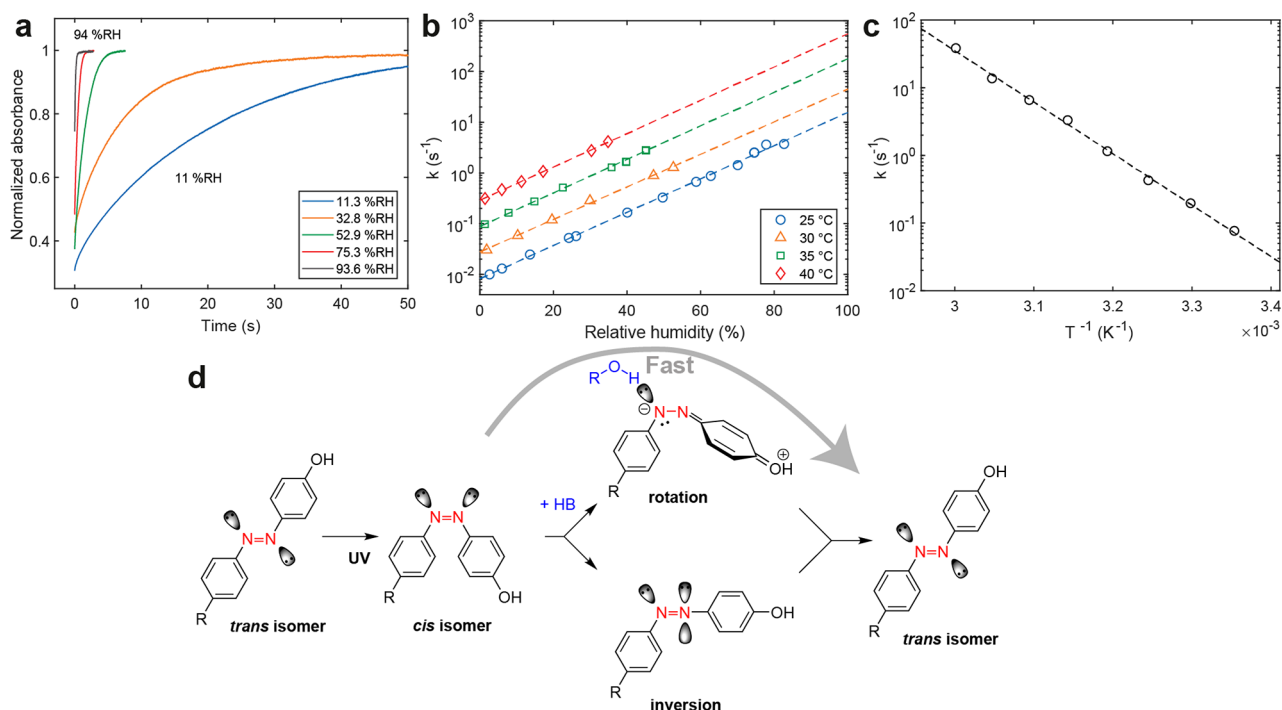 a
94 %RH
1
0.8
0.6
0.4
Normalized absorbance
11 %RH
11.3 %RH
32.8 %RH
52.9 %RH
75.3 %RH
93.6 %RH
0 10 20 30 40 50
Time (s)
b
10³
10²
10¹
10⁰
10⁻¹
10⁻²
k (s⁻¹)
25 °C
30 °C
35 °C
40 °C
0 20 40 60 80 100
Relative humidity (%)
c
10²
10¹
10⁰
10⁻¹
10⁻²
k (s⁻¹)
3 3.1 3.2 3.3 3.4
T⁻¹ (K⁻¹)
×10⁻³
d
Fast
R O H
⊖ N N
⊕
OH
R
rotation
OH
N=N
R
trans isomer
UV
N=N
R
OH
cis isomer
+ HB
N=N
OH
R
inversion
OH
N=N
R
trans isomer